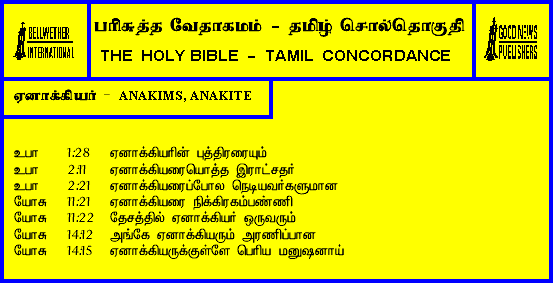 BELLWETHER
INTERNATIONAL
பரிசுத்த வேதாகமம் - தமிழ் சொல்தொகுதி
THE HOLY BIBLE - TAMIL CONCORDANCE
GOOD NEWS
PUBLISHERS
ஏனாக்கியர் - ANAKIMS, ANAKITE
உபா 1:28 ஏனாக்கியரின் புத்திரரையும்
உபா 2:11 ஏனாக்கியரையொத்த இராட்சதர்
உபா 2:21 ஏனாக்கியரைப்போல நெடியவர்களுமான
யோசு 11:21 ஏனாக்கியரை நிக்கிரகம்பண்ணி
யோசு 11:22 தேசத்தில் ஏனாக்கியர் ஒருவரும்
யோசு 14:12 அங்கே ஏனாக்கியரும் அரணிப்பான
யோசு 14:15 ஏனாக்கியருக்குள்ளே பெரிய மனுஷனாய்